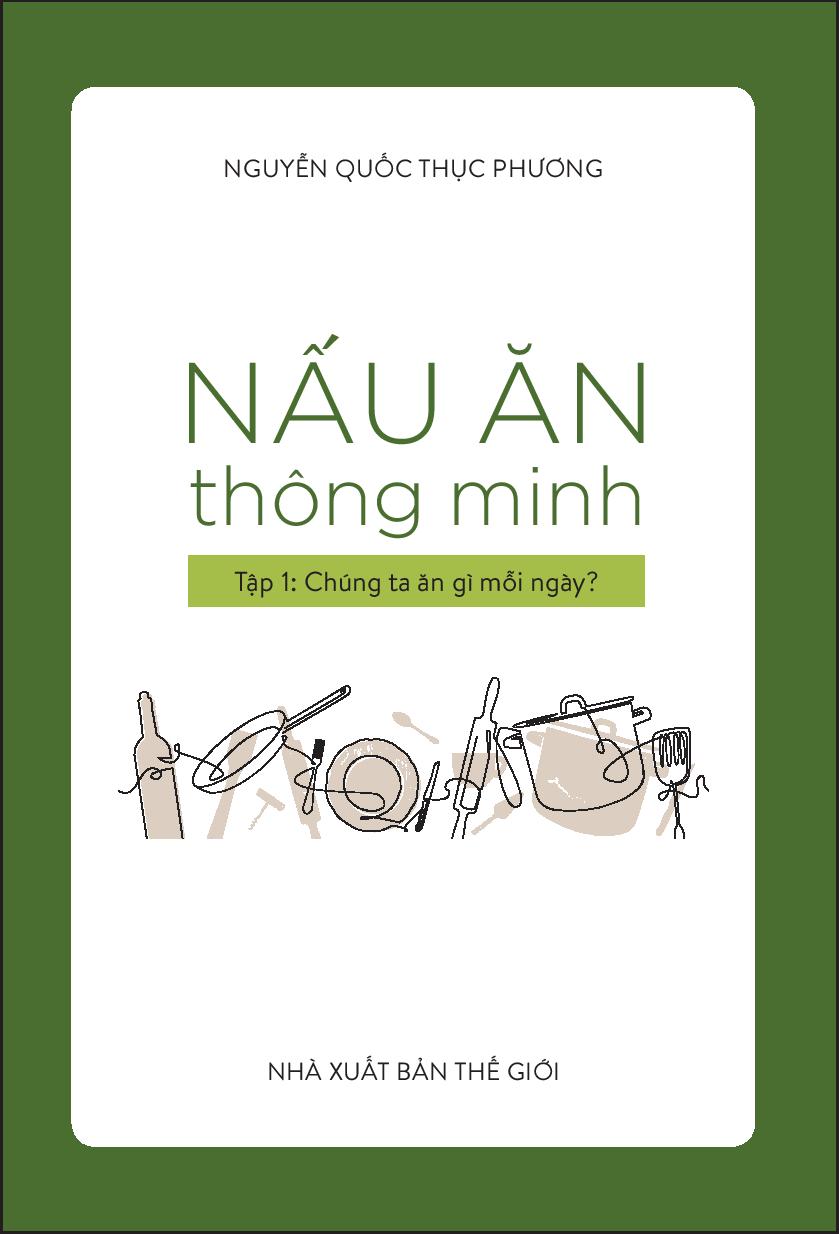 NGUYỄN QUỐC THỤC PHƯƠNG
NẤU ĂN
thông minh
Tập 1: Chúng ta ăn gì mỗi ngày?
NHÀ XUẤT BẢN THẾ GIỚI